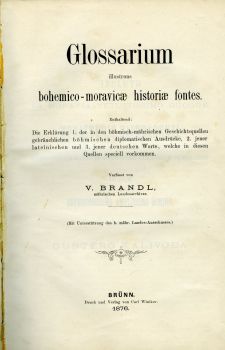 Glossarium
illustrans
bohemico-moravicæ historiæ fontes.
Enthaltend:
Die Erklärung 1. der in den böhmisch-mährischen Geschichtsquellen
gebräuchlichen böhmischen diplomatischen Ausdrücke, 2. jener
lateinischen und 3. jener deutschen Worte, welche in diesen
Quellen speciell vorkommen.
Verfasst von
V. BRANDL,
mährischem Landesarchivar.
(Mit Unterstützung des h. mähr. Landes-Ausschusses.)
BRÜNN.
Druck und Verlag von Carl Winiker.
1876.